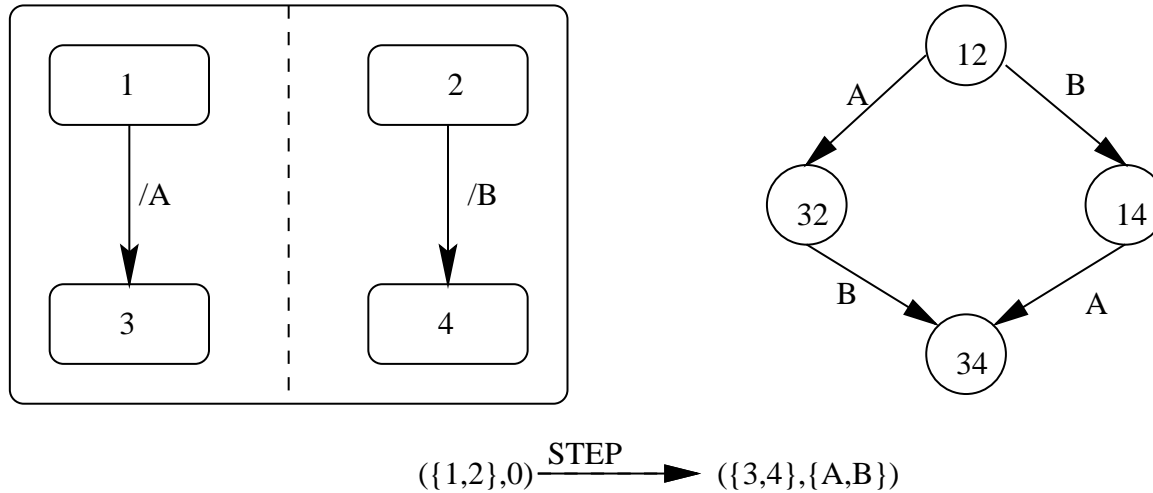 1
2
/A
/B
3
4
12
A
B
32
14
B
A
34
STEP
({1,2},0)
({3,4},{A,B})